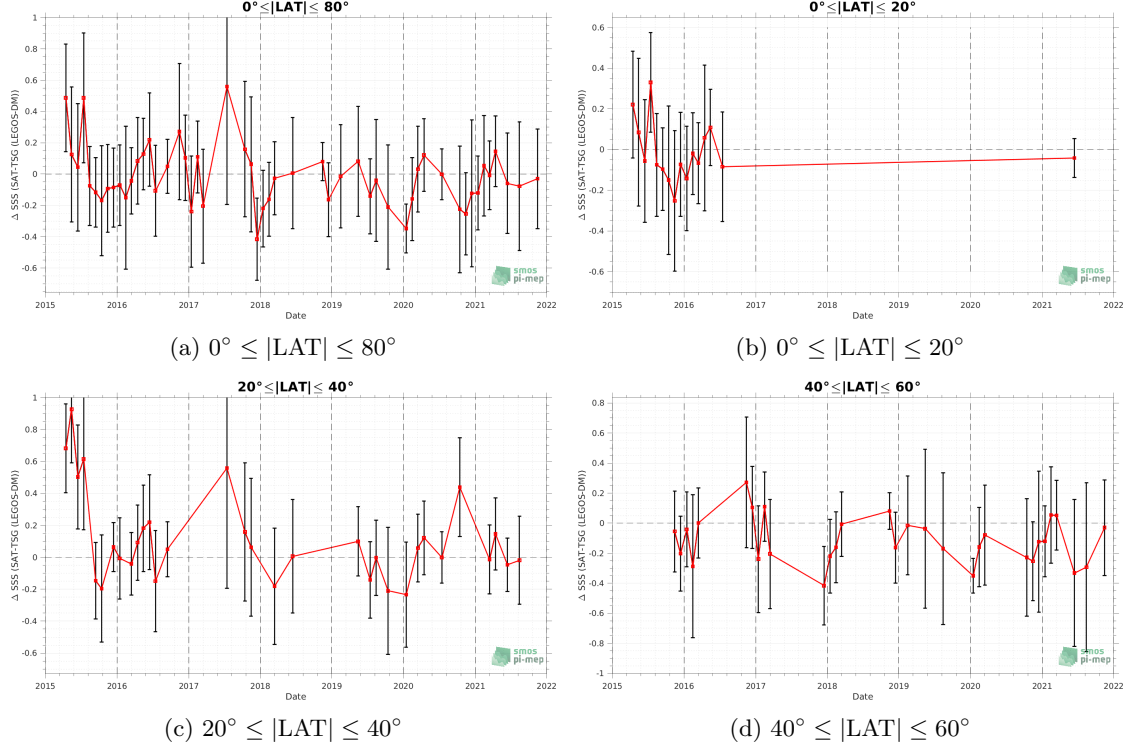 0°≤|LAT|≤ 80°
Δ SSS (SAT-TSG (LEGOS-DM))
1
0.8
0.6
0.4
0.2
0
-0.2
-0.4
-0.6
2015 2016 2017 2018 2019 2020 2021 2022
Date
smos
pi-mep
(a) 0° ≤ |LAT| ≤ 80°
0°≤|LAT|≤ 20°
Δ SSS (SAT-TSG (LEGOS-DM))
0.6
0.4
0.2
0
-0.2
-0.4
0.6
2015 2016 2017 2018 2019 2020 2021 2022
Date
smos
pi-mep
(b) 0° ≤ |LAT| ≤ 20°
20°≤|LAT|≤ 40°
Δ SSS (SAT-TSG (LEGOS-DM))
1
0.8
0.6
0.4
0.2
0
-0.2
-0.4
-0.6
2015 2016 2017 2018 2019 2020 2021 2022
Date
smos
pi-mep
(c) 20° ≤ |LAT| ≤ 40°
40°≤|LAT|≤ 60°
Δ SSS (SAT-TSG (LEGOS-DM))
0.8
0.6
0.4
0.2
0
-0.2
-0.4
-0.6
-0.8
-1
2015 2016 2017 2018 2019 2020 2021 2022
Date
smos
pi-mep
(d) 40° ≤ |LAT| ≤ 60°